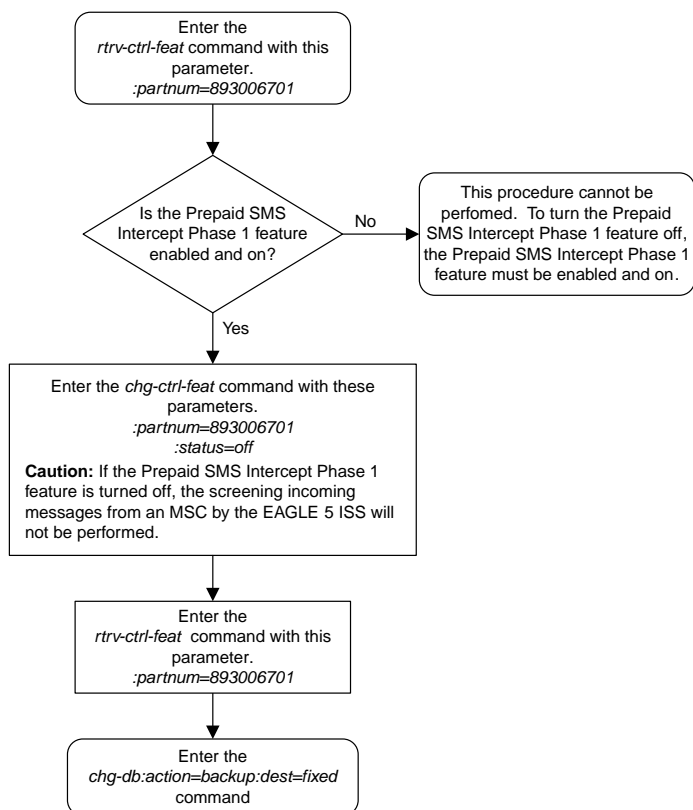 Enter the
rtrv-ctrl-feat command with this
parameter.
:partnum=893006701
Is the Prepaid SMS
Intercept Phase 1 feature
enabled and on?
No
This procedure cannot be
perfomed. To turn the Prepaid
SMS Intercept Phase 1 feature off,
the Prepaid SMS Intercept Phase 1
feature must be enabled and on.
Yes
Enter the chg-ctrl-feat command with these
parameters.
:partnum=893006701
:status=off
Caution: If the Prepaid SMS Intercept Phase 1
feature is turned off, the screening incoming
messages from an MSC by the EAGLE 5 ISS will
not be performed.
Enter the
rtrv-ctrl-feat command with this
parameter.
:partnum=893006701
Enter the
chg-db:action=backup:dest=fixed
command